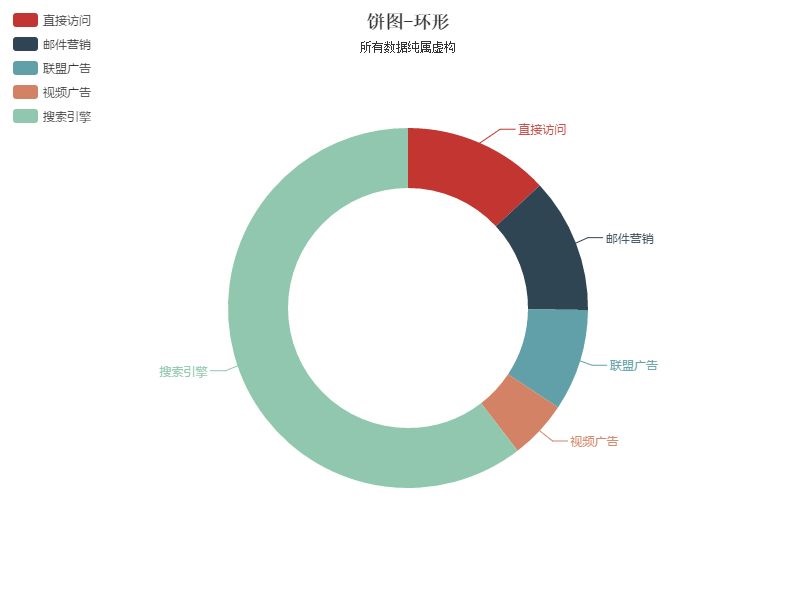 饼图-环形
所有数据纯属虚构
直接访问
邮件营销
联盟广告
视频广告
搜索引擎
直接访问
邮件营销
联盟广告
搜索引擎
视频广告